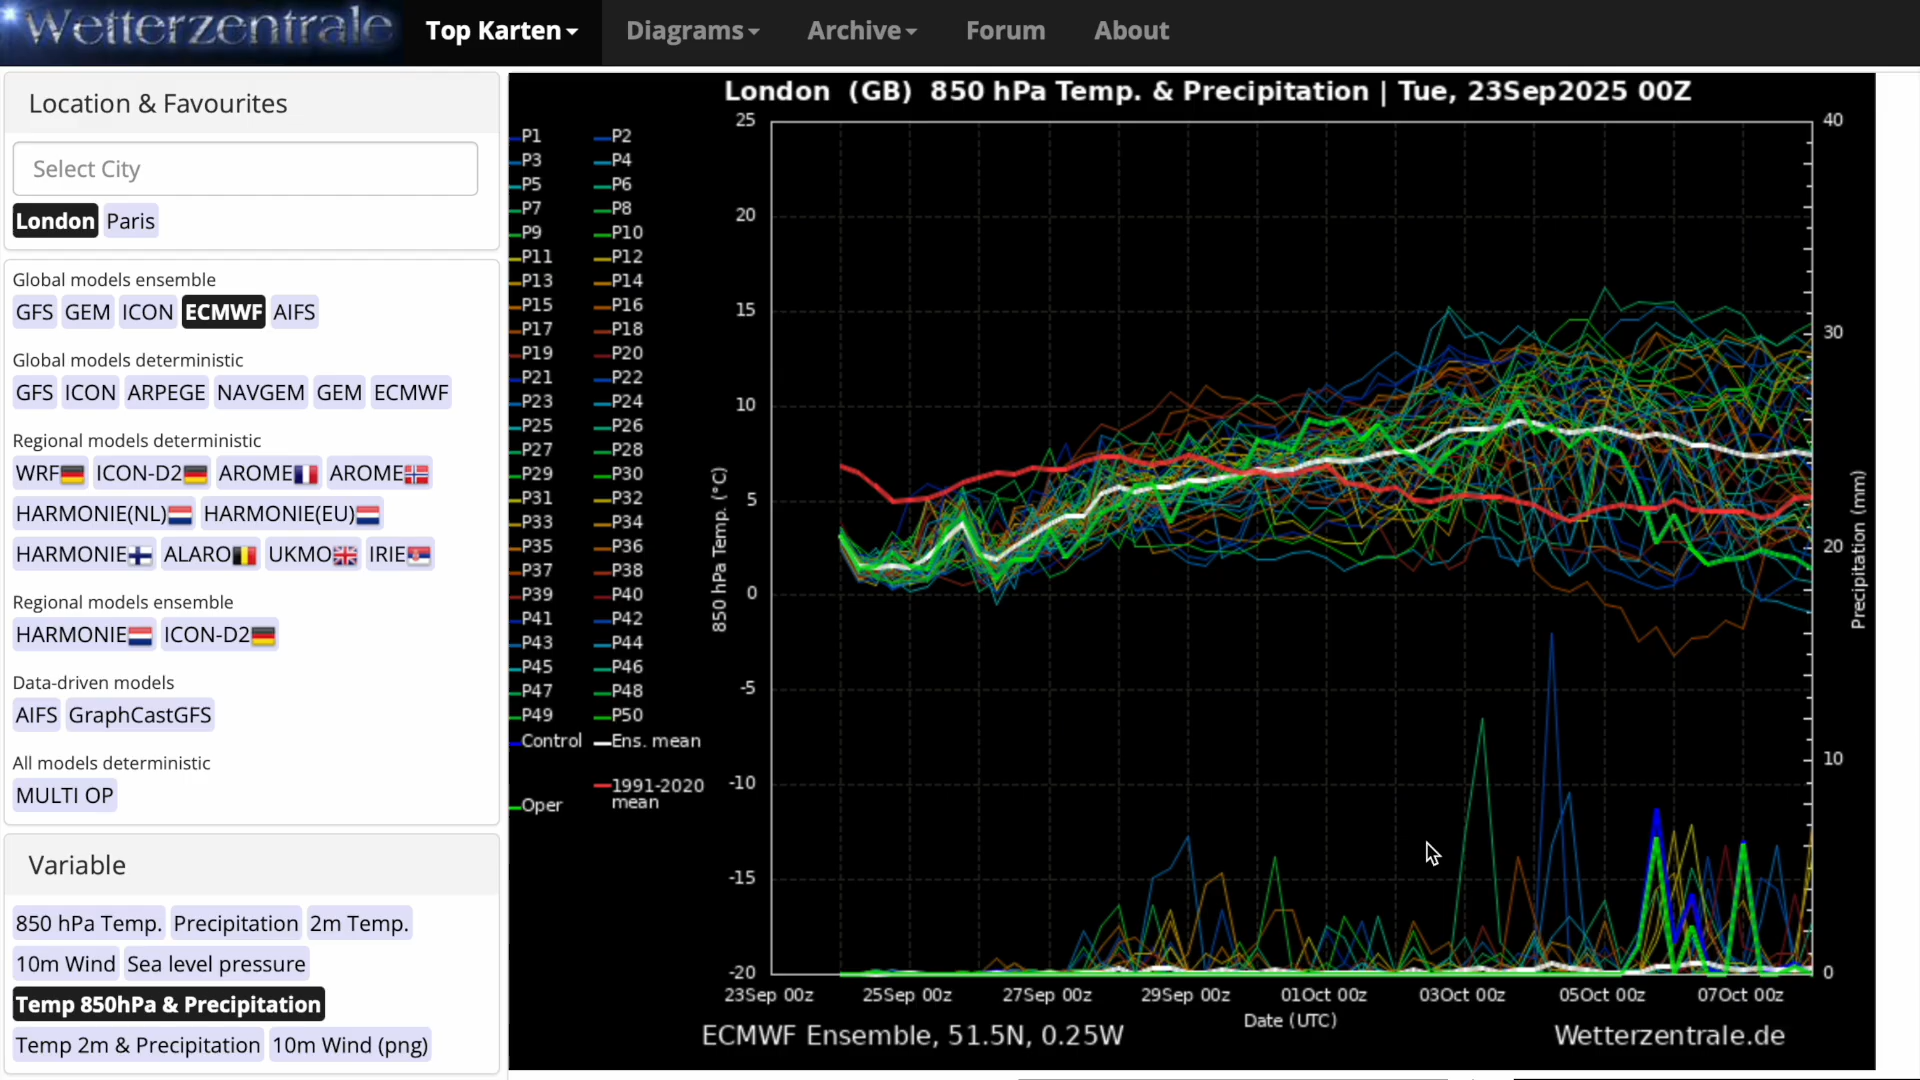 Wetterzentrale
Top Karten
Diagrams
Archive
Forum
About
Location & Favourites
Select City
London Paris
Global models ensemble
GFS GEM ICON ECMWF AIFS
Global models deterministic
GFS ICON ARPEGE NAVGEM GEM ECMWF
Regional models deterministic
WRF ICON-D2 AROME AROME
HARMONIE(NL) HARMONIE(EU)
HARMONIE ALARO UKMO IRIE
Regional models ensemble
HARMONIE ICON-D2
Data-driven models
AIFS GraphCastGFS
All models deterministic
MULTI OP
Variable
850 hPa Temp. Precipitation 2m Temp.
10m Wind Sea level pressure
Temp 850hPa & Precipitation
Temp 2m & Precipitation 10m Wind (png)
London (GB) 850 hPa Temp. & Precipitation | Tue, 23Sep2025 00Z
P1 P2
P3 P4
P5 P6
P7 P8
P9 P10
P11 P12
P13 P14
P15 P16
P17 P18
P19 P20
P21 P22
P23 P24
P25 P26
P27 P28
P29 P30
P31 P32
P33 P34
P35 P36
P37 P38
P39 P40
P41 P42
P43 P44
P45 P46
P47 P48
P49 P50
Control Ens. mean
1991-2020
mean
Oper
850 hPa Temp. (°C)
25
20
15
10
5
0
-5
-10
-15
-20
40
30
20
10
0
Precipitation (mm)
23Sep 00z 25Sep 00z 27Sep 00z 29Sep 00z 01Oct 00z 03Oct 00z 05Oct 00z 07Oct 00z
Date (UTC)
ECMWF Ensemble, 51.5N, 0.25W
Wetterzentrale.de